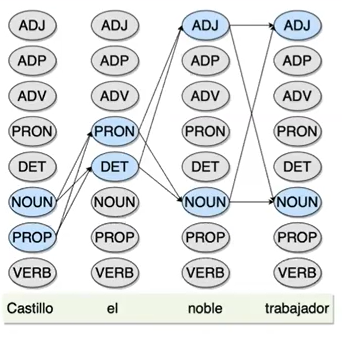 ADJ ADJ ADJ ADJ
ADP ADP ADP ADP
ADV ADV ADV ADV
PRON PRON PRON PRON
DET DET DET DET
NOUN NOUN NOUN NOUN
PROP PROP PROP PROP
VERB VERB VERB VERB
Castillo el noble trabajador